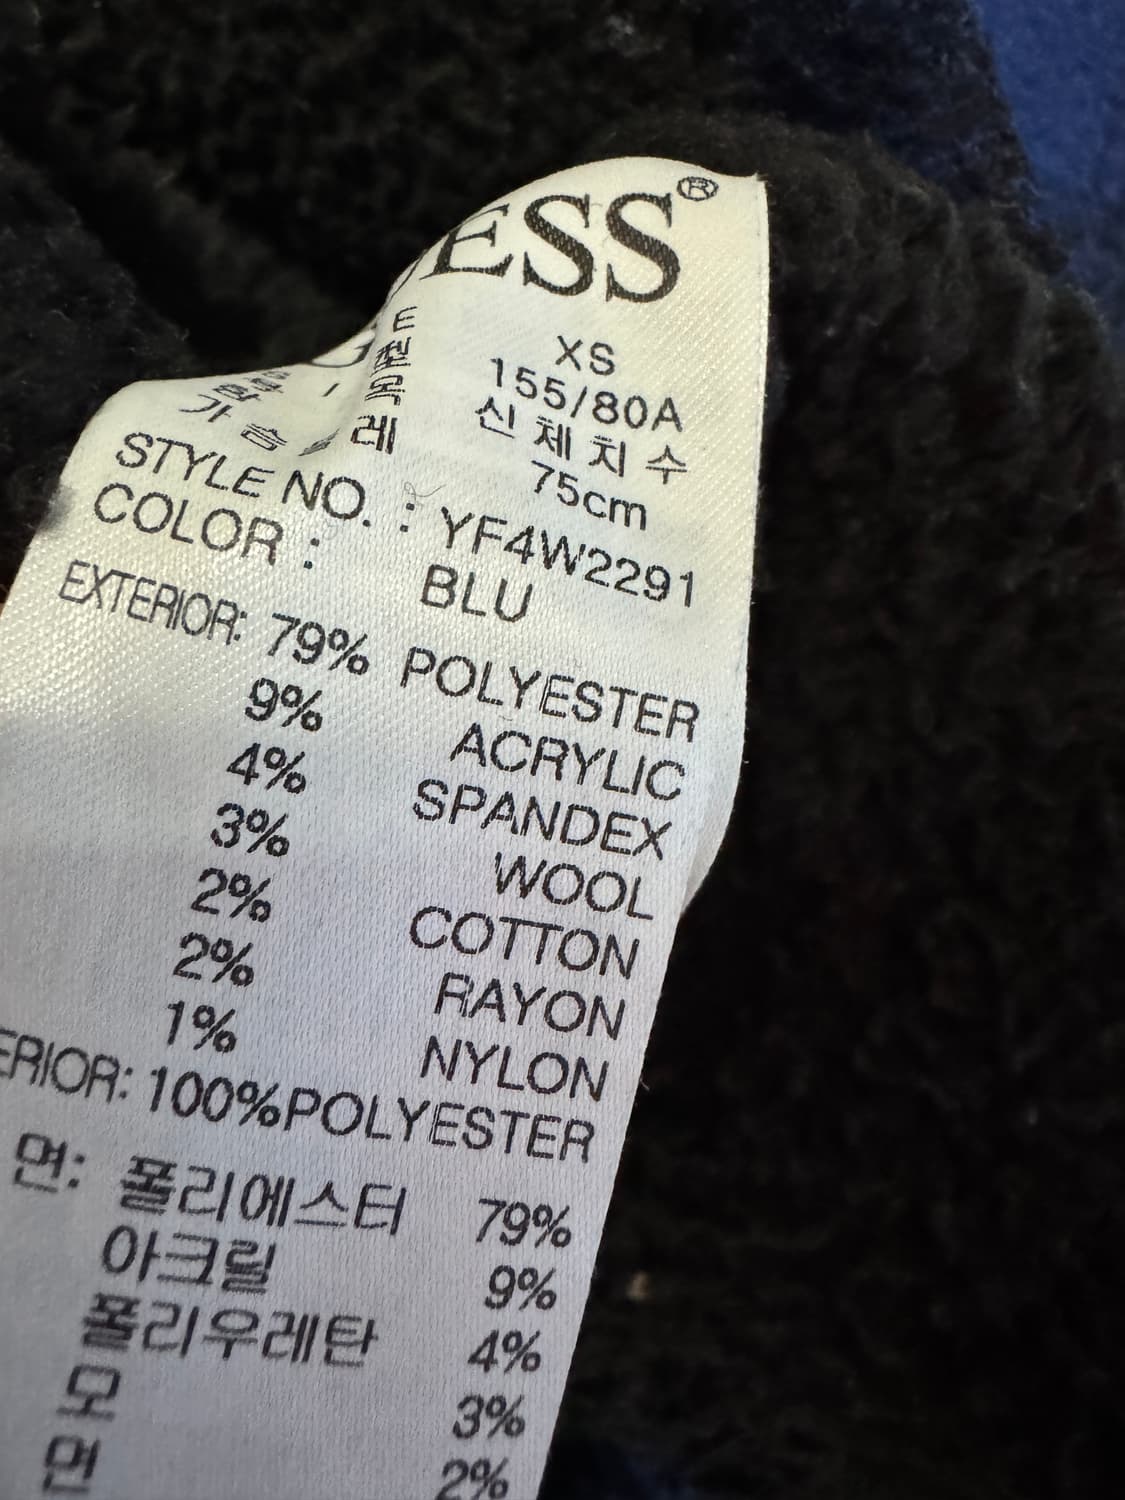 ESS®
XS
155/80A
신체치수
75cm
가슴
STYLE NO. : YF4W2291
COLOR : BLU
EXTERIOR: 79% POLYESTER
9% ACRYLIC
4% SPANDEX
3% WOOL
2% COTTON
2% RAYON
1% NYLON
ERIOR: 100%POLYESTER
면: 폴리에스터 79%
아크릴 9%
폴리우레탄 4%
모 3%
면 2%